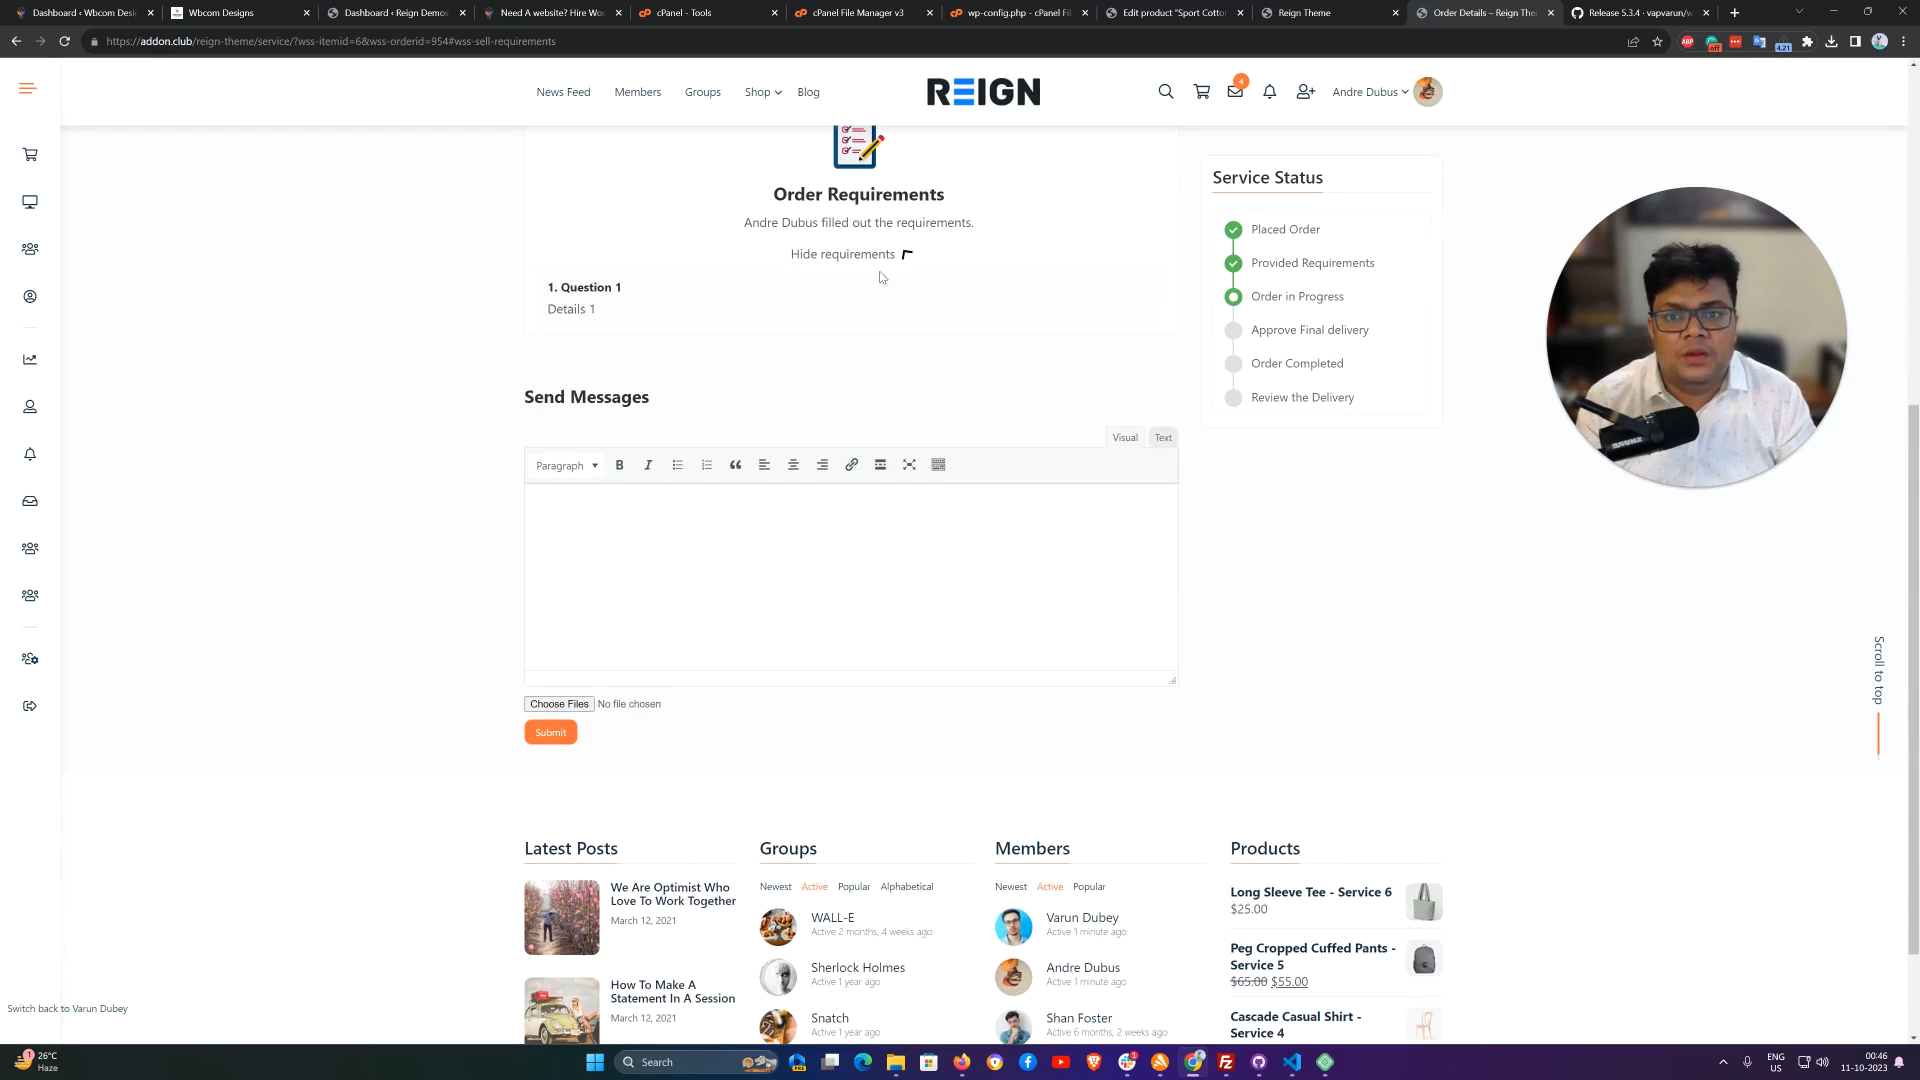 Dashboard ‹ Wbcom Desi
Wbcom Designs
Dashboard ‹ Reign Demos
Need A website? Hire Wo
cPanel - Tools
cPanel File Manager v3
wp-config.php - cPanel Fil
Edit product "Sport Cotto
Reign Theme
Order Details – Reign The
Release 5.3.4 · vapvarun/w
https://addon.club/reign-theme/service/?wss-itemid=6&wss-orderid=954#wss-sell-requirements
ABP
off
4.21
News Feed
Members
Groups
Shop
Blog
REIGN
4
Andre Dubus
Order Requirements
Andre Dubus filled out the requirements.
Hide requirements
1. Question 1
Details 1
Service Status
Placed Order
Provided Requirements
Order in Progress
Approve Final delivery
Order Completed
Review the Delivery
Send Messages
Visual
Text
Paragraph
B
I
Choose Files
No file chosen
Submit
Scroll to top
Latest Posts
We Are Optimist Who
Love To Work Together
March 12, 2021
How To Make A
Statement In A Session
March 12, 2021
Groups
Newest
Active
Popular
Alphabetical
WALL-E
Active 2 months, 4 weeks ago
Sherlock Holmes
Active 1 year ago
Snatch
Active 1 year ago
Members
Newest
Active
Popular
Varun Dubey
Active 1 minute ago
Andre Dubus
Active 1 minute ago
Shan Foster
Active 6 months, 2 weeks ago
Products
Long Sleeve Tee - Service 6
$25.00
Peg Cropped Cuffed Pants -
Service 5
$65.00 $55.00
Cascade Casual Shirt -
Service 4
Switch back to Varun Dubey
1
26°C
Haze
Search
ENG
US
00:46
11-10-2023